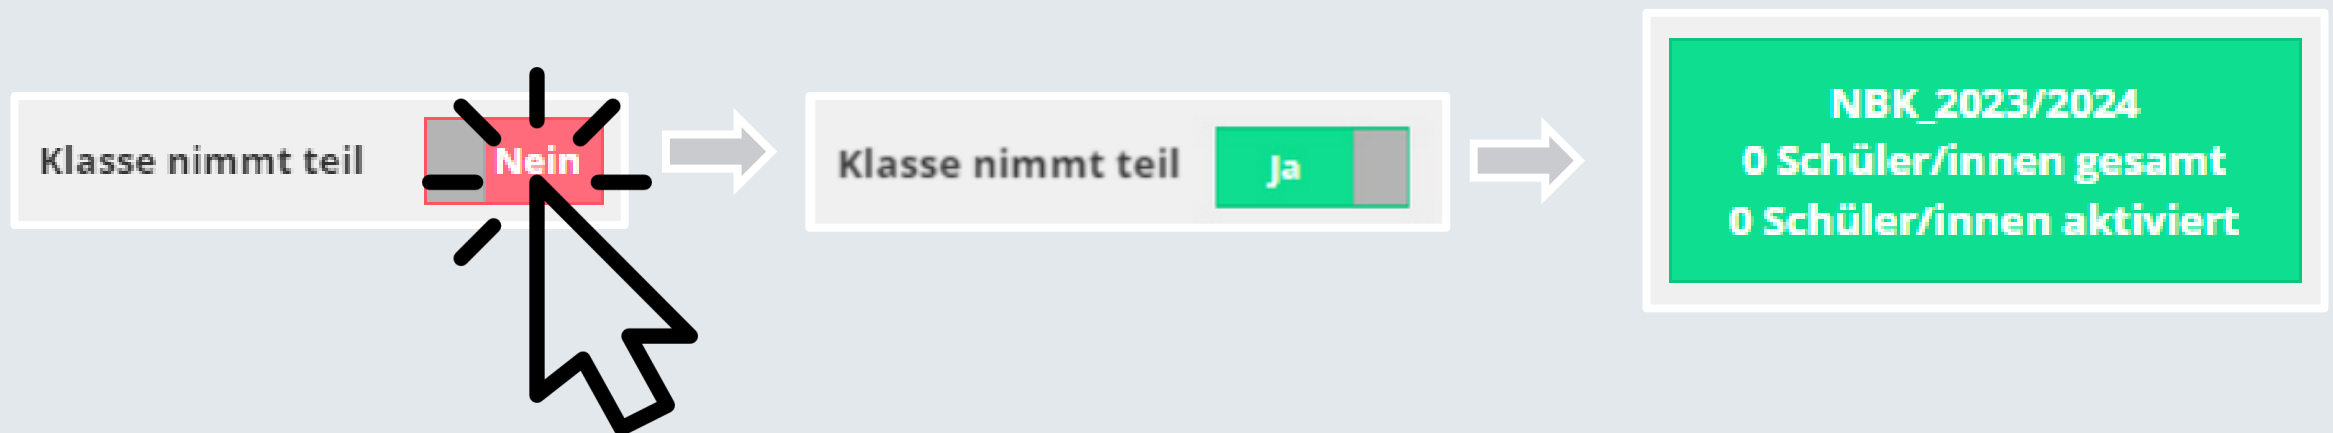 Klasse nimmt teil Nein
Klasse nimmt teil Ja
NBK_2023/2024
0 Schüler/innen gesamt
0 Schüler/innen aktiviert